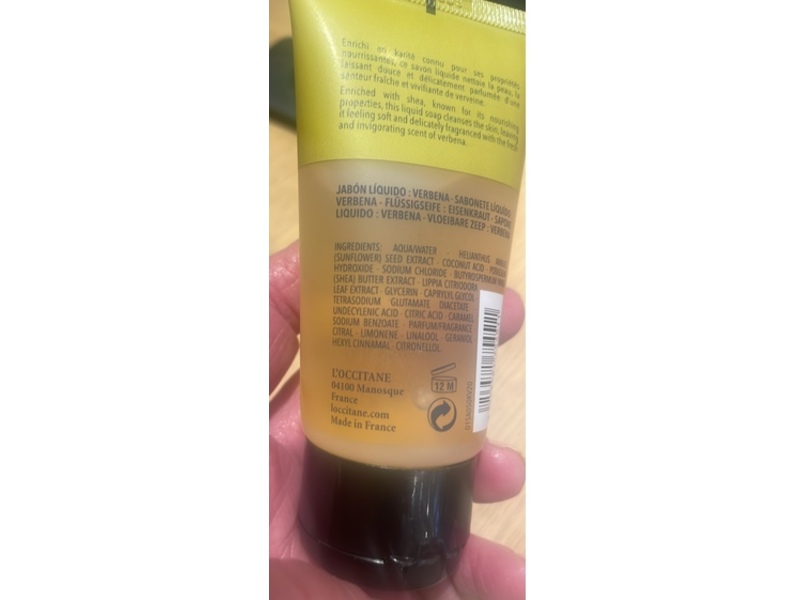 Enrichi en karité connu pour ses propriétés
nourrissantes, ce savon liquide nettoie la peau, la
laissant douce et délicatement parfumée d'une
senteur fraîche et vivifiante de verveine.
Enriched with shea, known for its nourishing
properties, this liquid soap cleanses the skin, leaving
it feeling soft and delicately fragranced with the fresh
and invigorating scent of verbena.
JABÓN LÍQUIDO : VERBENA · SABONETE LÍQUIDO
VERBENA · FLÜSSIGSEIFE : EISENKRAUT · SAPONE
LIQUIDO : VERBENA · VLOEIBARE ZEEP : VERBENA
INGREDIENTS: AQUA/WATER · HELIANTHUS
(SUNFLOWER) SEED EXTRACT · COCONUT ACID ·
HYDROXIDE · SODIUM CHLORIDE · BUTYROSPERMUM
(SHEA) BUTTER EXTRACT · LIPPIA CITRIODORA
LEAF EXTRACT · GLYCERIN · CAPRYLYL GLYCOL
TETRASODIUM GLUTAMATE DIACETATE
UNDECYLENIC ACID · CITRIC ACID · CARAMEL
SODIUM BENZOATE · PARFUM/FRAGRANCE
CITRAL · LIMONENE · LINALOOL · GERANIOL
HEXYL CINNAMAL · CITRONELLOL.
L'OCCITANE
04100 Manosque
France
loccitane.com
Made in France
12 M